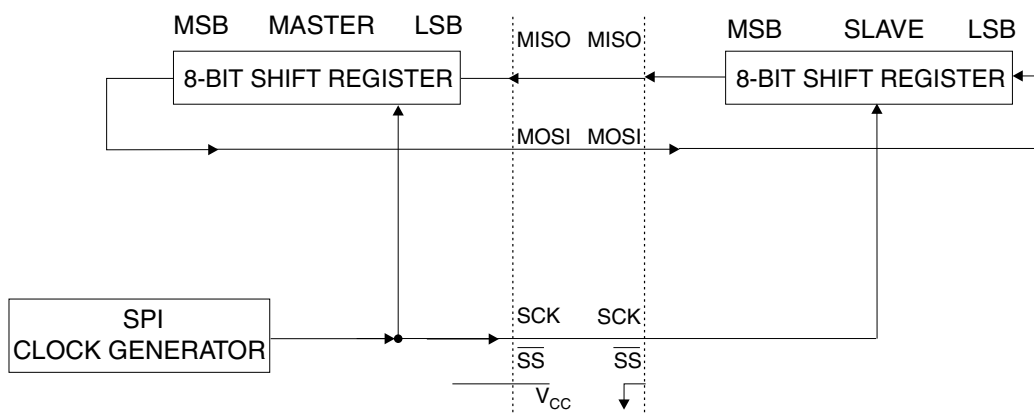 MSB MASTER LSB
MISO MISO
MSB SLAVE LSB
8-BIT SHIFT REGISTER
8-BIT SHIFT REGISTER
MOSI MOSI
SPI
CLOCK GENERATOR
SCK SCK
SS SS
VCC